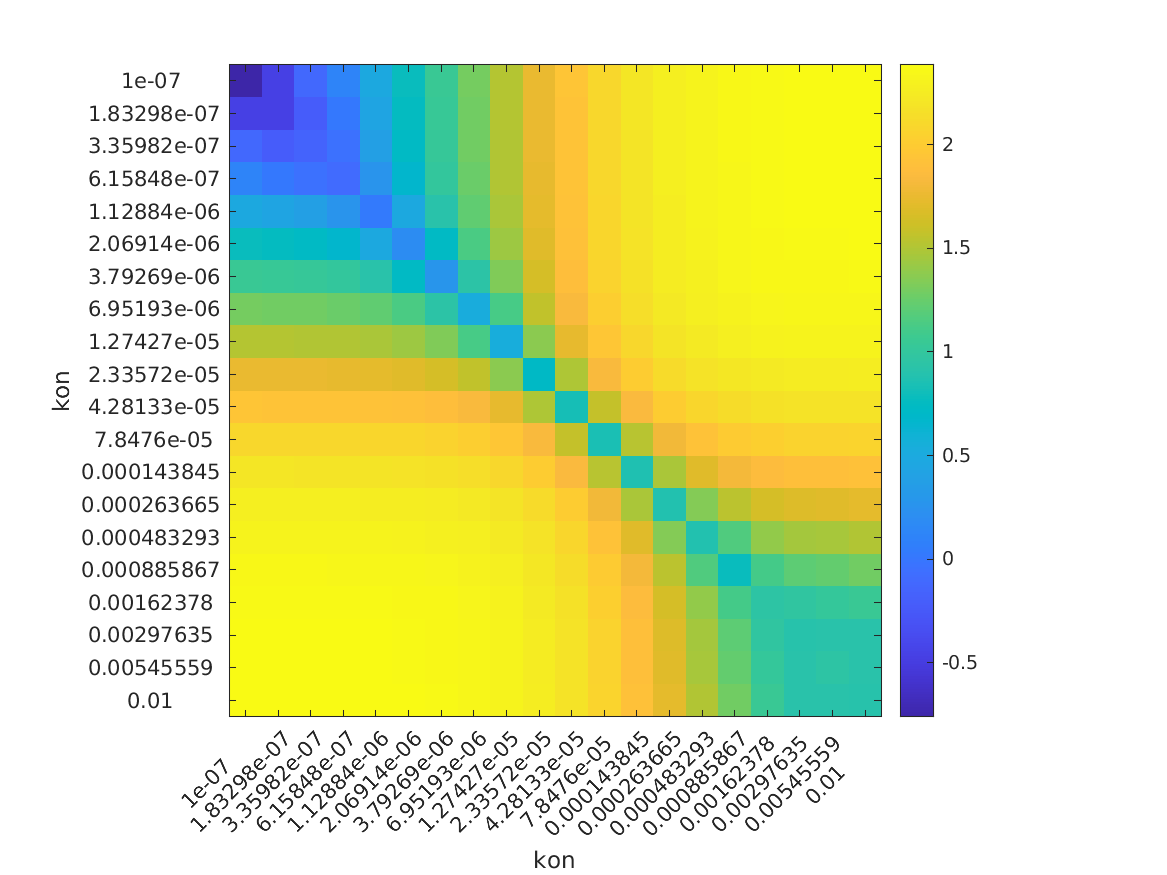 1e-07
1.83298e-07
3.35982e-07
6.15848e-07
1.12884e-06
2.06914e-06
3.79269e-06
6.95193e-06
1.27427e-05
2.33572e-05
4.28133e-05
7.8476e-05
0.000143845
0.000263665
0.000483293
0.000885867
0.00162378
0.00297635
0.00545559
0.01
kon
2
1.5
1
0.5
0
-0.5
1e-07
1.83298e-07
3.35982e-07
6.15848e-07
1.12884e-06
2.06914e-06
3.79269e-06
6.95193e-06
1.27427e-05
2.33572e-05
4.28133e-05
7.8476e-05
0.000143845
0.000263665
0.000483293
0.000885867
0.00162378
0.00297635
0.00545559
0.01
kon